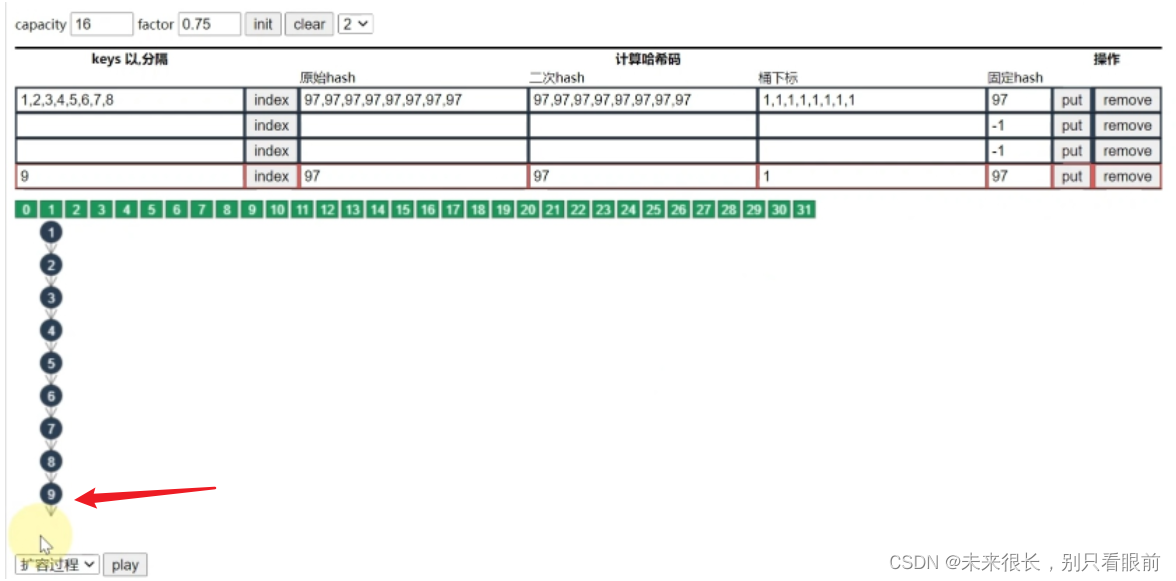 capacity 16 factor 0.75 init clear 2
keys 以,分隔 计算哈希码 操作
原始hash 二次hash 桶下标 固定hash
1,2,3,4,5,6,7,8 index 97,97,97,97,97,97,97,97 97,97,97,97,97,97,97,97 1,1,1,1,1,1,1,1 97 put remove
index -1 put remove
index -1 put remove
9 index 97 97 1 97 put remove
0 1 2 3 4 5 6 7 8 9 10 11 12 13 14 15 16 17 18 19 20 21 22 23 24 25 26 27 28 29 30 31
1
2
3
4
5
6
7
8
9
扩容过程 play
CSDN @未来很长，别只看眼前